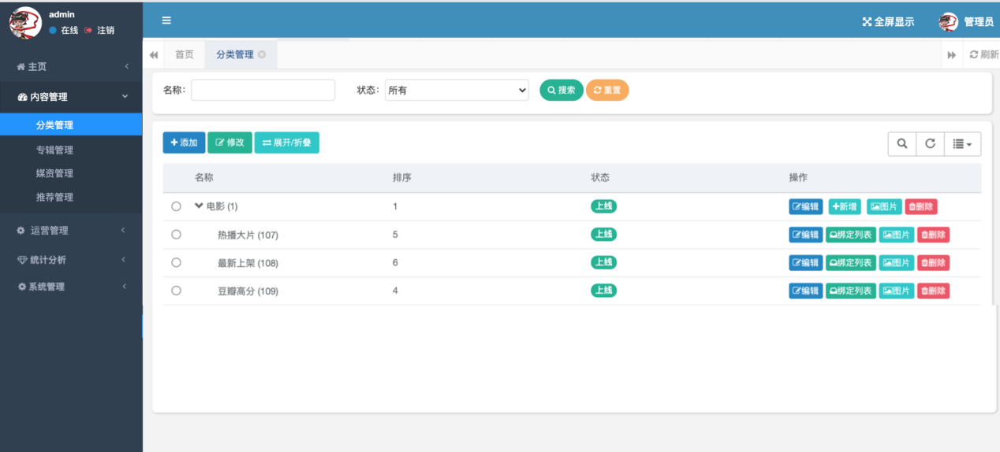 admin
在线 注销
全屏显示 管理员
首页 分类管理 刷新
主页
内容管理
分类管理
专辑管理
媒资管理
推荐管理
运营管理
统计分析
系统管理
名称: 状态: 所有 搜索 重置
添加 修改 展开/折叠
名称 排序 状态 操作
电影 (1) 1 上线 编辑 新增 图片 删除
热播大片 (107) 5 上线 编辑 绑定列表 图片 删除
最新上架 (108) 6 上线 编辑 绑定列表 图片 删除
豆瓣高分 (109) 4 上线 编辑 绑定列表 图片 删除